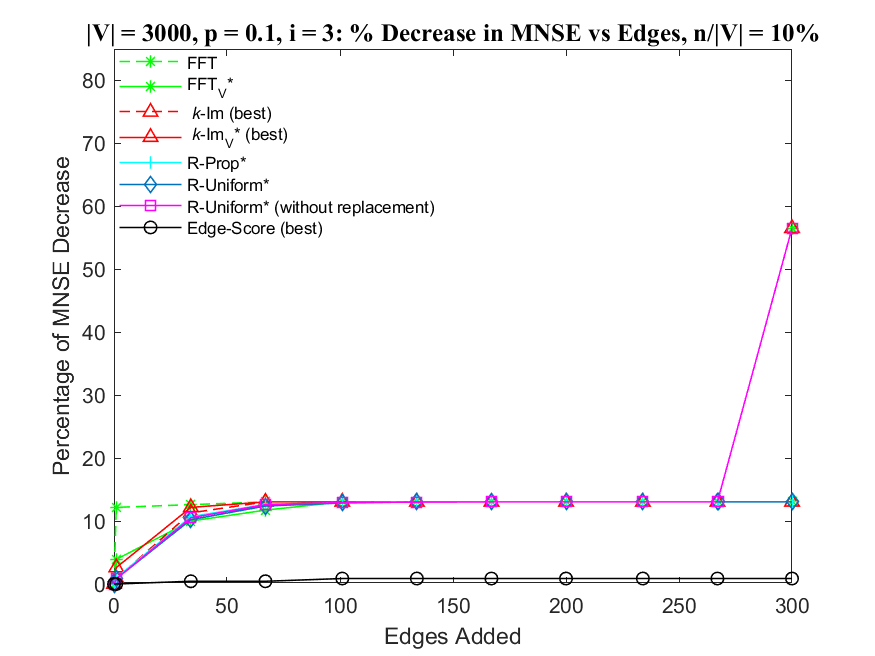 |V| = 3000, p = 0.1, i = 3: % Decrease in MNSE vs Edges, n/|V| = 10%
FFT
FFT_V*
k-Im (best)
k-Im_V* (best)
R-Prop*
R-Uniform*
R-Uniform* (without replacement)
Edge-Score (best)
Percentage of MNSE Decrease
80
70
60
50
40
30
20
10
0
0 50 100 150 200 250 300
Edges Added